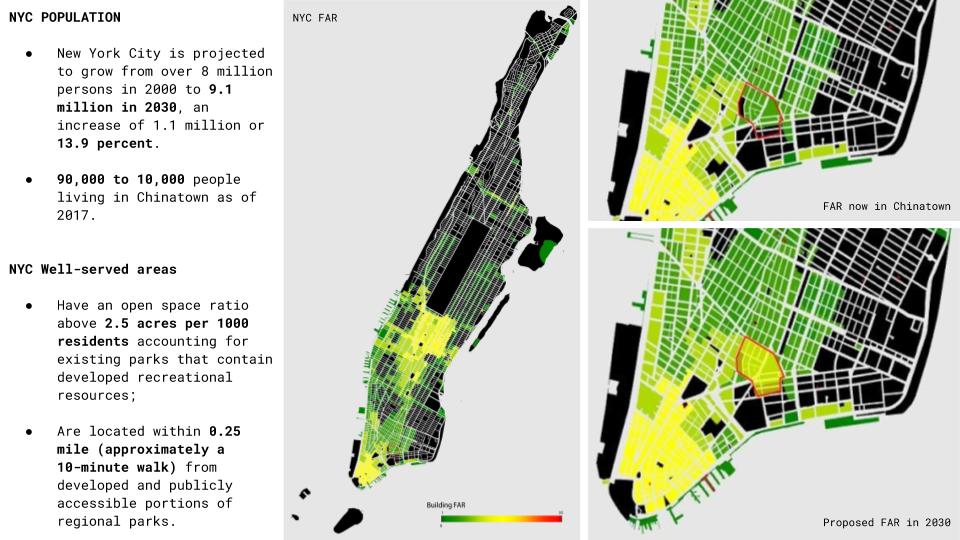 NYC POPULATION
● New York City is projected
to grow from over 8 million
persons in 2000 to 9.1
million in 2030, an
increase of 1.1 million or
13.9 percent.
● 90,000 to 10,000 people
living in Chinatown as of
2017.
NYC Well-served areas
● Have an open space ratio
above 2.5 acres per 1000
residents accounting for
existing parks that contain
developed recreational
resources;
● Are located within 0.25
mile (approximately a
10-minute walk) from
developed and publicly
accessible portions of
regional parks.
NYC FAR
Building FAR
FAR now in Chinatown
Proposed FAR in 2030